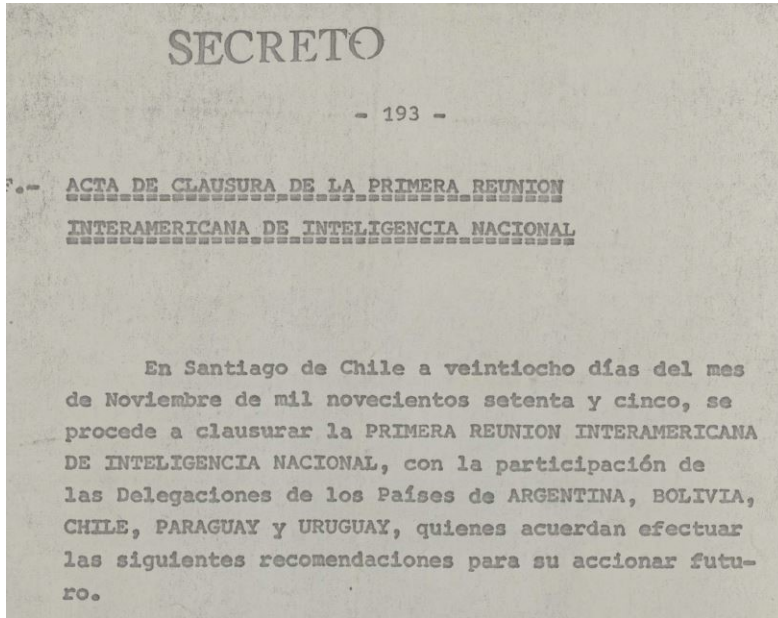 SECRETO
- 193 -
F.- ACTA DE CLAUSURA DE LA PRIMERA REUNION
INTERAMERICANA DE INTELIGENCIA NACIONAL
En Santiago de Chile a veintiocho días del mes
de Noviembre de mil novecientos setenta y cinco, se
procede a clausurar la PRIMERA REUNION INTERAMERICANA
DE INTELIGENCIA NACIONAL, con la participación de
las Delegaciones de los Países de ARGENTINA, BOLIVIA,
CHILE, PARAGUAY y URUGUAY, quienes acuerdan efectuar
las siguientes recomendaciones para su accionar futu-
ro.